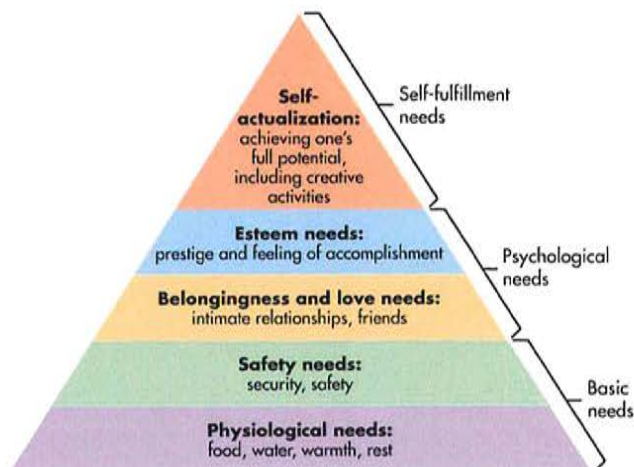 Self-
actualization:
achieving one's
full potential,
including creative
activities
Self-fulfillment
needs
Esteem needs:
prestige and feeling of accomplishment
Psychological
needs
Belongingness and love needs:
intimate relationships, friends
Safety needs:
security, safety
Basic
needs
Physiological needs:
food, water, warmth, rest